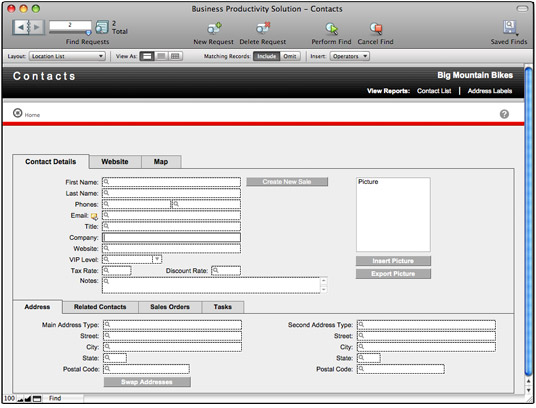 Business Productivity Solution – Contacts
2
2
Total
Find Requests
New Request
Delete Request
Perform Find
Cancel Find
Saved Finds
Layout: Location List
View As:
Matching Records: Include Omit
Insert: Operators
Contacts
Big Mountain Bikes
View Reports: Contact List | Address Labels
Home
?
Contact Details
Website
Map
First Name:
Create New Sale
Picture
Last Name:
Phones:
Email:
Title:
Company:
Website:
VIP Level:
Insert Picture
Tax Rate:
Discount Rate:
Export Picture
Notes:
Address
Related Contacts
Sales Orders
Tasks
Main Address Type:
Second Address Type:
Street:
Street:
City:
City:
State:
State:
Postal Code:
Postal Code:
Swap Addresses
100
Find